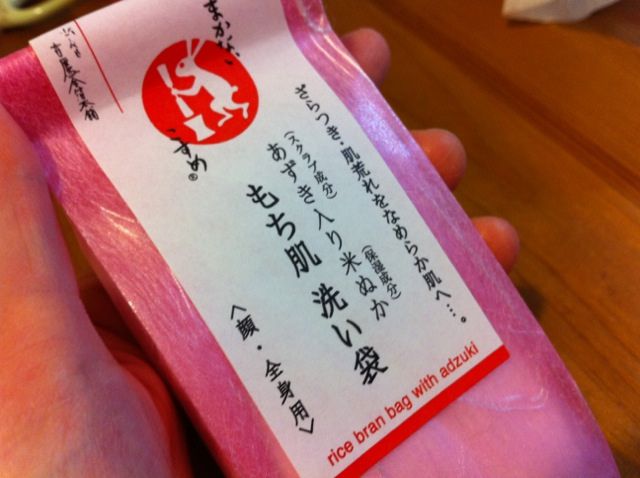 まかない
こすめ®
ざらつき・肌荒れをなめらか肌へ…。
(スクラブ成分) (保湿成分)
あずき入り米ぬか
もち肌 洗い袋
〈顔・全身用〉
rice bran bag with adzuki